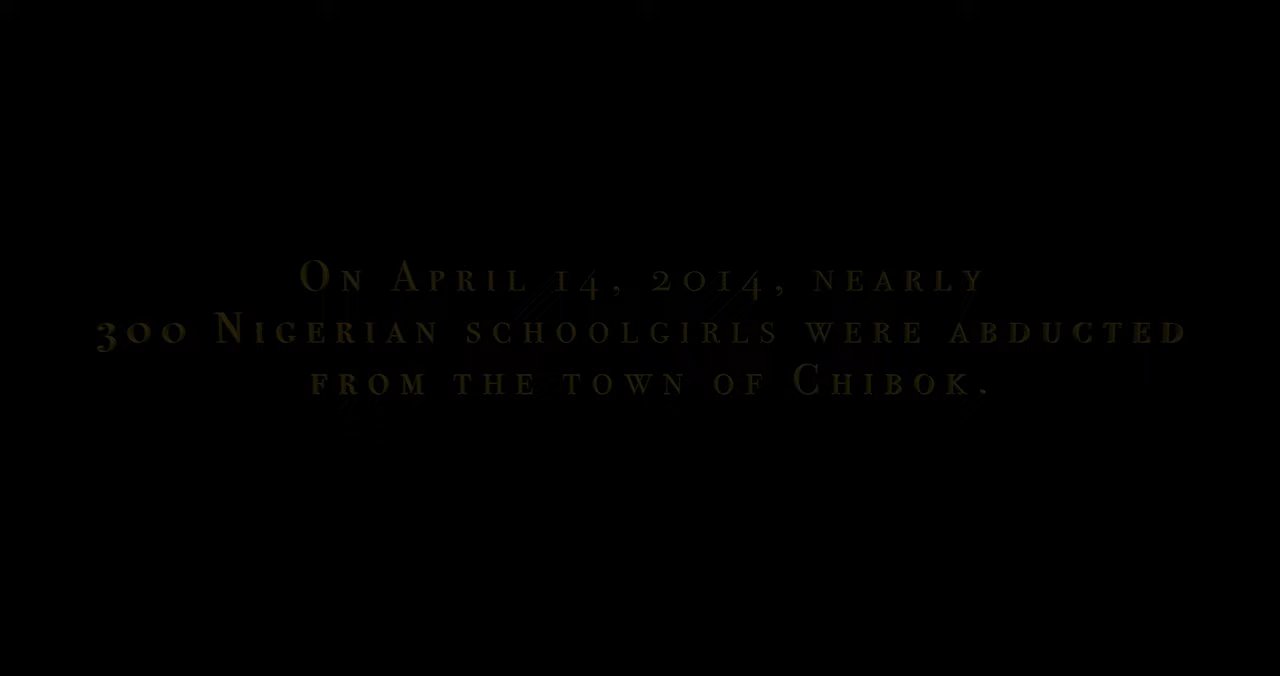 On April 14, 2014, nearly
300 Nigerian schoolgirls were abducted
from the town of Chibok.